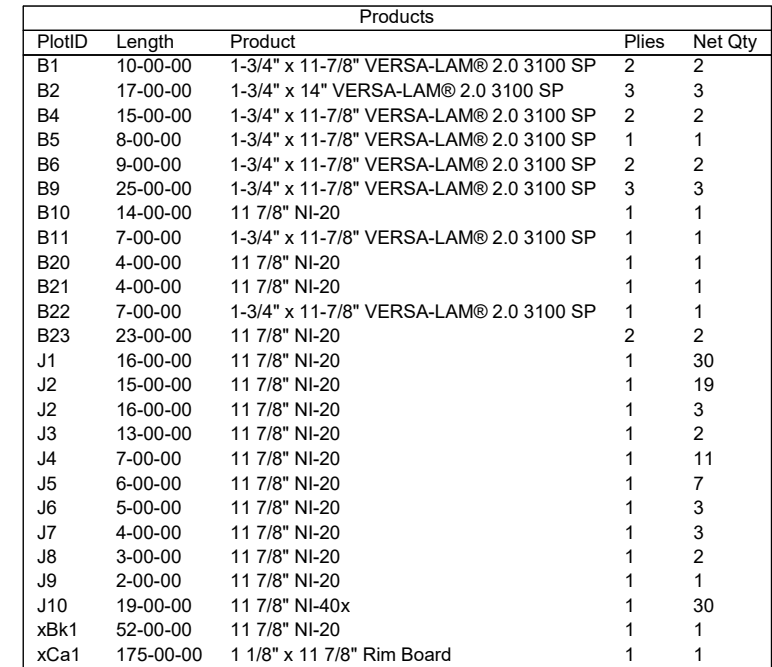 Products
PlotID Length Product Plies Net Qty
B1 10-00-00 1-3/4" x 11-7/8" VERSA-LAM® 2.0 3100 SP 2 2
B2 17-00-00 1-3/4" x 14" VERSA-LAM® 2.0 3100 SP 3 3
B4 15-00-00 1-3/4" x 11-7/8" VERSA-LAM® 2.0 3100 SP 2 2
B5 8-00-00 1-3/4" x 11-7/8" VERSA-LAM® 2.0 3100 SP 1 1
B6 9-00-00 1-3/4" x 11-7/8" VERSA-LAM® 2.0 3100 SP 2 2
B9 25-00-00 1-3/4" x 11-7/8" VERSA-LAM® 2.0 3100 SP 3 3
B10 14-00-00 11 7/8" NI-20 1 1
B11 7-00-00 1-3/4" x 11-7/8" VERSA-LAM® 2.0 3100 SP 1 1
B20 4-00-00 11 7/8" NI-20 1 1
B21 4-00-00 11 7/8" NI-20 1 1
B22 7-00-00 1-3/4" x 11-7/8" VERSA-LAM® 2.0 3100 SP 1 1
B23 23-00-00 11 7/8" NI-20 2 2
J1 16-00-00 11 7/8" NI-20 1 30
J2 15-00-00 11 7/8" NI-20 1 19
J2 16-00-00 11 7/8" NI-20 1 3
J3 13-00-00 11 7/8" NI-20 1 2
J4 7-00-00 11 7/8" NI-20 1 11
J5 6-00-00 11 7/8" NI-20 1 7
J6 5-00-00 11 7/8" NI-20 1 3
J7 4-00-00 11 7/8" NI-20 1 3
J8 3-00-00 11 7/8" NI-20 1 2
J9 2-00-00 11 7/8" NI-20 1 1
J10 19-00-00 11 7/8" NI-40x 1 30
xBk1 52-00-00 11 7/8" NI-20 1 1
xCa1 175-00-00 1 1/8" x 11 7/8" Rim Board 1 1